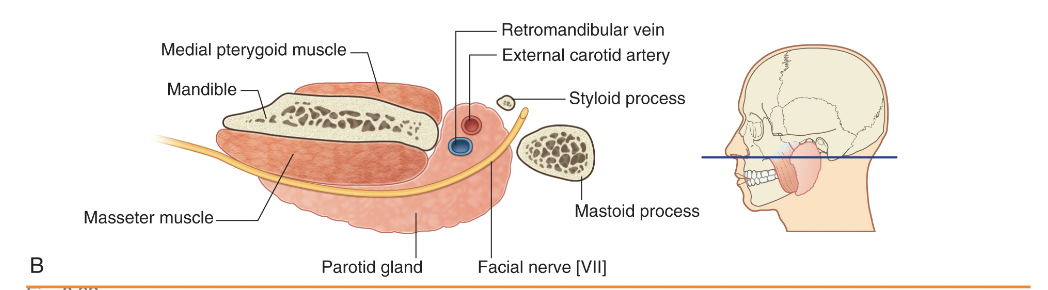 Retromandibular vein
Medial pterygoid muscle
External carotid artery
Mandible
Styloid process
Masseter muscle
Mastoid process
Parotid gland
Facial nerve [VII]
B